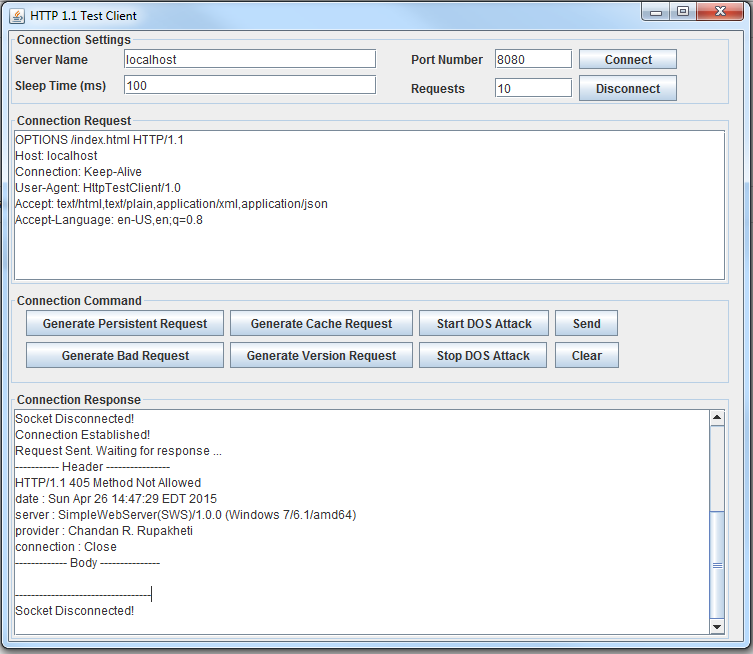 HTTP 1.1 Test Client
Connection Settings
Server Name localhost Port Number 8080 Connect
Sleep Time (ms) 100 Requests 10 Disconnect
Connection Request
OPTIONS /index.html HTTP/1.1
Host: localhost
Connection: Keep-Alive
User-Agent: HttpTestClient/1.0
Accept: text/html,text/plain,application/xml,application/json
Accept-Language: en-US,en;q=0.8
Connection Command
Generate Persistent Request Generate Cache Request Start DOS Attack Send
Generate Bad Request Generate Version Request Stop DOS Attack Clear
Connection Response
Socket Disconnected!
Connection Established!
Request Sent. Waiting for response ...
----------- Header ----------------
HTTP/1.1 405 Method Not Allowed
date : Sun Apr 26 14:47:29 EDT 2015
server : SimpleWebServer(SWS)/1.0.0 (Windows 7/6.1/amd64)
provider : Chandan R. Rupakheti
connection : Close
------------- Body ---------------
----------------------------------
Socket Disconnected!